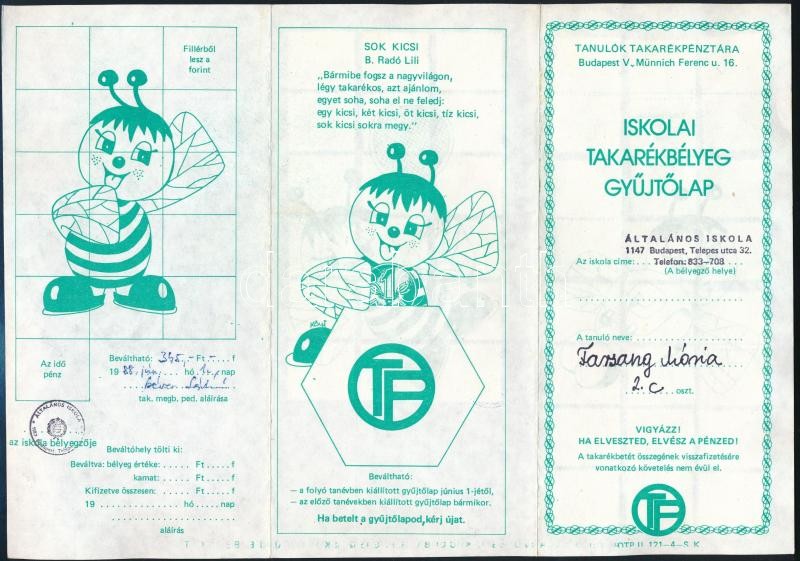 Fillérből
lesz a
forint
Az idő
pénz
Beváltható: 345,- Ft - f
19 88. jún. hó 1.-n nap
tak. megb. ped. aláírása
ÁLTALÁNOS ISKOLA
az iskola bélyegzője
Beváltóhely tölti ki:
Beváltva: bélyeg értéke: ..... Ft ..... f
kamat: ..... Ft ..... f
Kifizetve összesen: ..... Ft ..... f
19 .......... hó ..... nap
aláírás
SOK KICSI
B. Radó Lili
„Bármibe fogsz a nagyvilágon,
légy takarékos, azt ajánlom,
egyet soha, soha el ne feledj:
egy kicsi, két kicsi, öt kicsi, tíz kicsi,
sok kicsi sokra megy.”
TP
Beváltható:
— a folyó tanévben kiállított gyűjtőlap június 1-jétől,
— az előző tanévekben kiállított gyűjtőlap bármikor.
Ha betelt a gyűjtőlapod, kérj újat.
TANULÓK TAKARÉKPÉNZTÁRA
Budapest V., Münnich Ferenc u. 16.
ISKOLAI
TAKARÉKBÉLYEG
GYŰJTŐLAP
ÁLTALÁNOS ISKOLA
1147 Budapest, Telepes utca 32.
Az iskola címe: Telefon: 833–708
(A bélyegző helye)
A tanuló neve:
Farsang Mária
2. c oszt.
VIGYÁZZ!
HA ELVESZTED, ELVÉSZ A PÉNZED!
A takarékbetét összegének visszafizetésére
vonatkozó követelés nem évül el.
TP